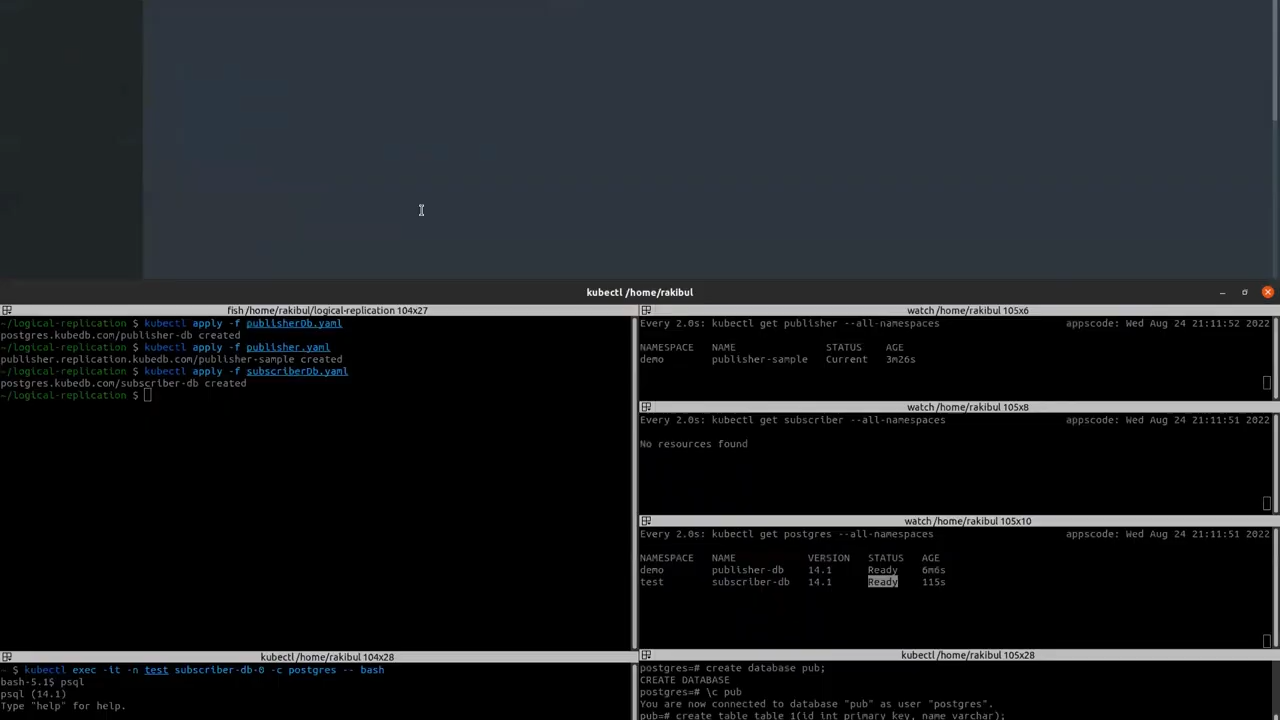 kubectl /home/rakibul
fish /home/rakibul/logical-replication 104x27
~/logical-replication $ kubectl apply -f publisherDb.yaml
postgres.kubedb.com/publisher-db created
~/logical-replication $ kubectl apply -f publisher.yaml
publisher.replication.kubedb.com/publisher-sample created
~/logical-replication $ kubectl apply -f subscriberDb.yaml
postgres.kubedb.com/subscriber-db created
~/logical-replication $
watch /home/rakibul 105x6
Every 2.0s: kubectl get publisher --all-namespaces appscode: Wed Aug 24 21:11:52 2022
NAMESPACE NAME STATUS AGE
demo publisher-sample Current 3m26s
watch /home/rakibul 105x8
Every 2.0s: kubectl get subscriber --all-namespaces appscode: Wed Aug 24 21:11:51 2022
No resources found
watch /home/rakibul 105x10
Every 2.0s: kubectl get postgres --all-namespaces appscode: Wed Aug 24 21:11:51 2022
NAMESPACE NAME VERSION STATUS AGE
demo publisher-db 14.1 Ready 6m6s
test subscriber-db 14.1 Ready 115s
kubectl /home/rakibul 104x28
~ $ kubectl exec -it -n test subscriber-db-0 -c postgres -- bash
bash-5.1$ psql
psql (14.1)
Type "help" for help.
kubectl /home/rakibul 105x28
postgres=# create database pub;
CREATE DATABASE
postgres=# \c pub
You are now connected to database "pub" as user "postgres".
pub=# create table table_1(id int primary key, name varchar);